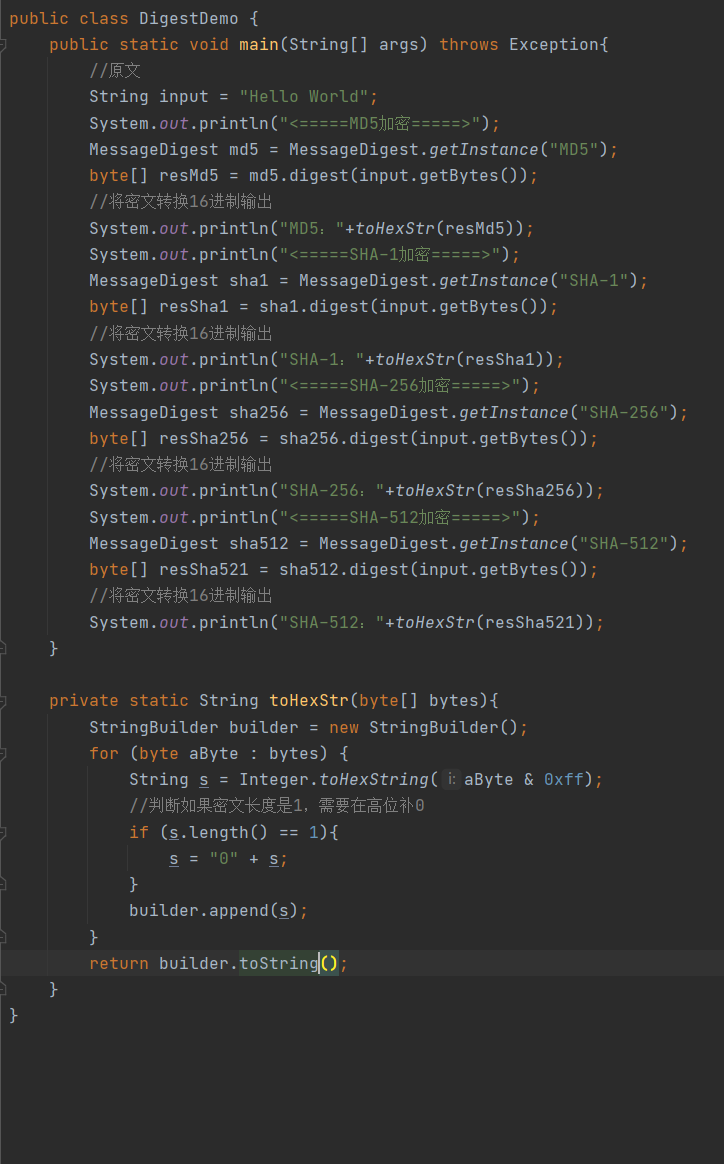 public class DigestDemo {
    public static void main(String[] args) throws Exception{
        //原文
        String input = "Hello World";
        System.out.println("<=====MD5加密=====>");
        MessageDigest md5 = MessageDigest.getInstance("MD5");
        byte[] resMd5 = md5.digest(input.getBytes());
        //将密文转换16进制输出
        System.out.println("MD5："+toHexStr(resMd5));
        System.out.println("<=====SHA-1加密=====>");
        MessageDigest sha1 = MessageDigest.getInstance("SHA-1");
        byte[] resSha1 = sha1.digest(input.getBytes());
        //将密文转换16进制输出
        System.out.println("SHA-1："+toHexStr(resSha1));
        System.out.println("<=====SHA-256加密=====>");
        MessageDigest sha256 = MessageDigest.getInstance("SHA-256");
        byte[] resSha256 = sha256.digest(input.getBytes());
        //将密文转换16进制输出
        System.out.println("SHA-256："+toHexStr(resSha256));
        System.out.println("<=====SHA-512加密=====>");
        MessageDigest sha512 = MessageDigest.getInstance("SHA-512");
        byte[] resSha521 = sha512.digest(input.getBytes());
        //将密文转换16进制输出
        System.out.println("SHA-512："+toHexStr(resSha521));
    }
    private static String toHexStr(byte[] bytes){
        StringBuilder builder = new StringBuilder();
        for (byte aByte : bytes) {
            String s = Integer.toHexString( i: aByte & 0xff);
            //判断如果密文长度是1，需要在高位补0
            if (s.length() == 1){
                s = "0" + s;
            }
            builder.append(s);
        }
        return builder.toString();
    }
}